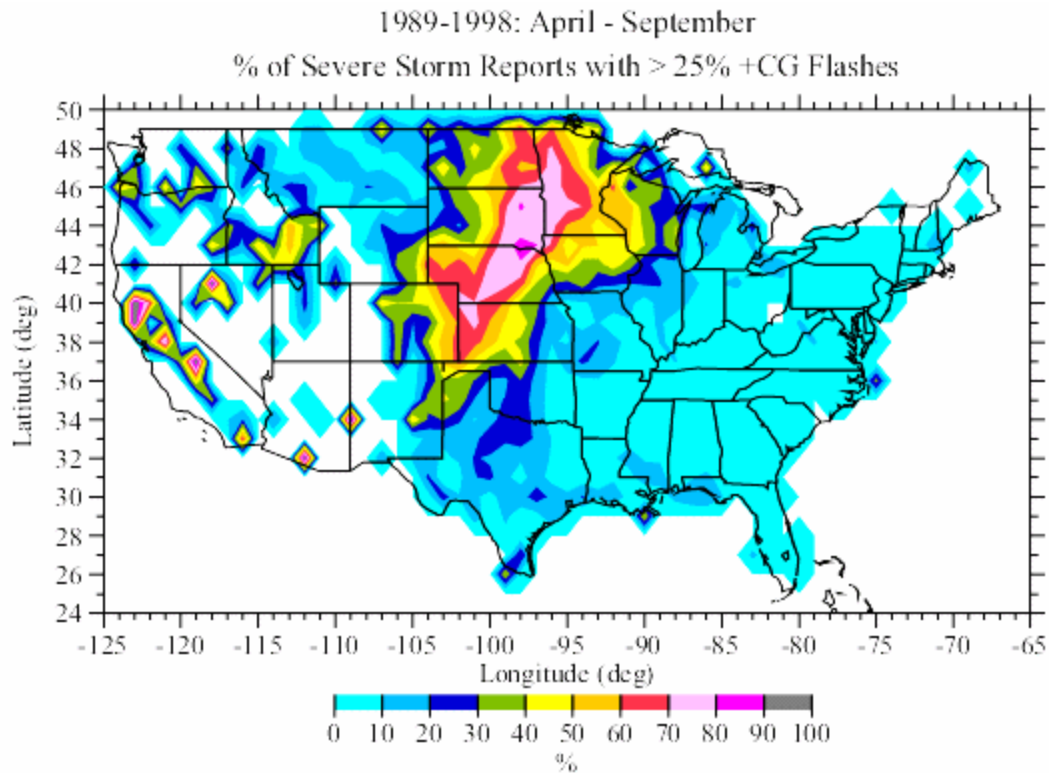 1989-1998: April - September
% of Severe Storm Reports with > 25% +CG Flashes
50
48
46
44
42
40
38
36
34
32
30
28
26
24
Latitude (deg)
-125 -120 -115 -110 -105 -100 -95 -90 -85 -80 -75 -70 -65
Longitude (deg)
0 10 20 30 40 50 60 70 80 90 100
%